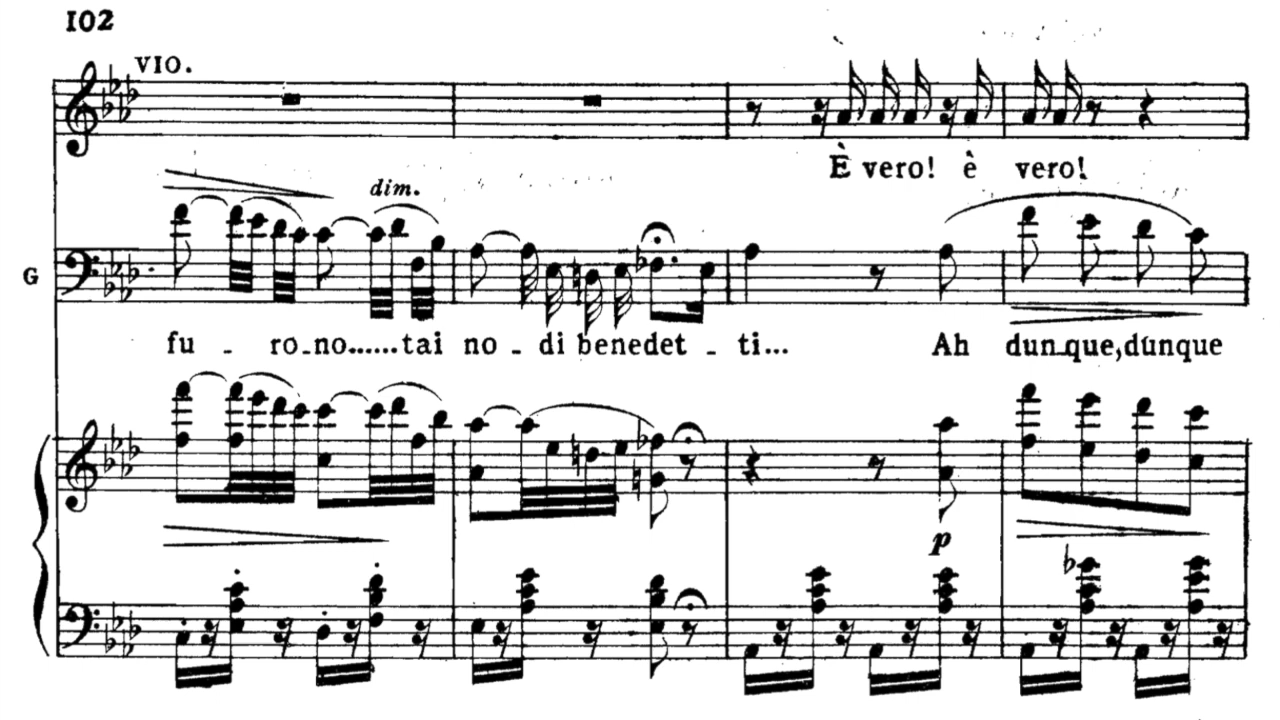 102
VIO.
È vero! è vero!
dim.
G
fu - ro-no......tai no - di benedet - ti... Ah dun-que,dunque
p